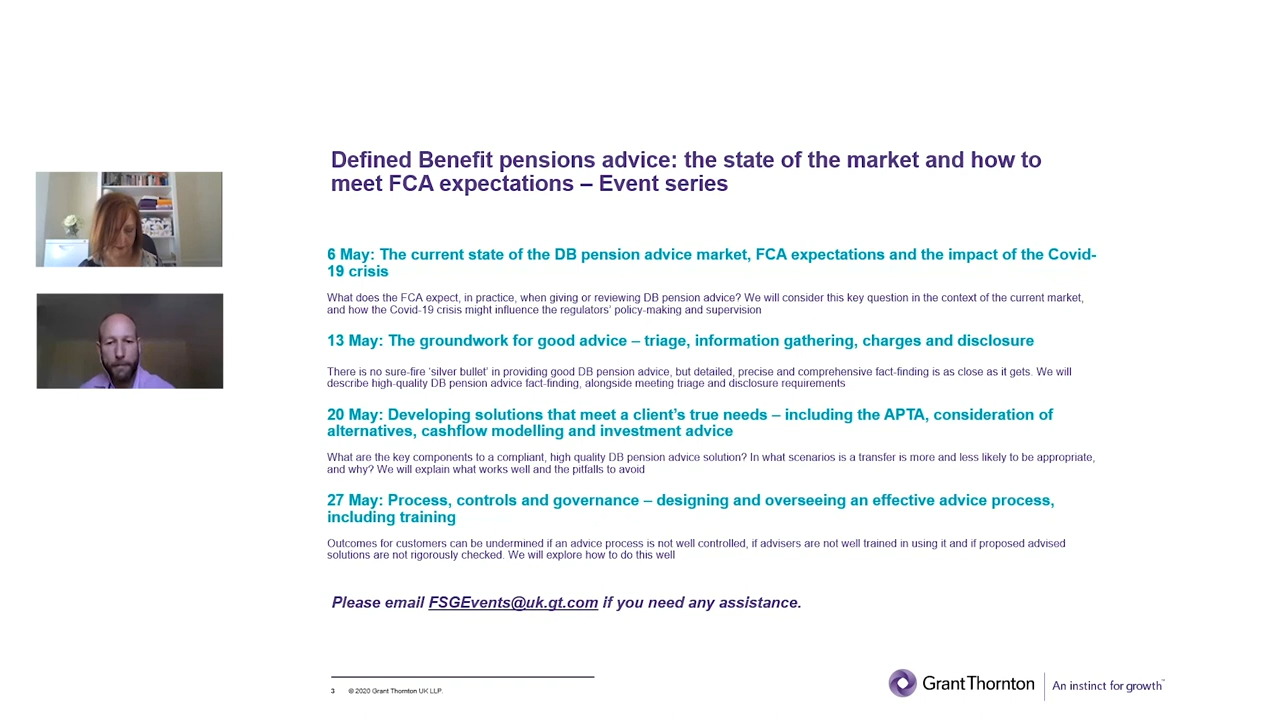 Defined Benefit pensions advice: the state of the market and how to
meet FCA expectations – Event series
6 May: The current state of the DB pension advice market, FCA expectations and the impact of the Covid-
19 crisis
What does the FCA expect, in practice, when giving or reviewing DB pension advice? We will consider this key question in the context of the current market,
and how the Covid-19 crisis might influence the regulators’ policy-making and supervision
13 May: The groundwork for good advice – triage, information gathering, charges and disclosure
There is no sure-fire ‘silver bullet’ in providing good DB pension advice, but detailed, precise and comprehensive fact-finding is as close as it gets. We will
describe high-quality DB pension advice fact-finding, alongside meeting triage and disclosure requirements
20 May: Developing solutions that meet a client’s true needs – including the APTA, consideration of
alternatives, cashflow modelling and investment advice
What are the key components to a compliant, high quality DB pension advice solution? In what scenarios is a transfer is more and less likely to be appropriate,
and why? We will explain what works well and the pitfalls to avoid
27 May: Process, controls and governance – designing and overseeing an effective advice process,
including training
Outcomes for customers can be undermined if an advice process is not well controlled, if advisers are not well trained in using it and if proposed advised
solutions are not rigorously checked. We will explore how to do this well
Please email FSGEvents@uk.gt.com if you need any assistance.
3 © 2020 Grant Thornton UK LLP.
Grant Thornton An instinct for growth™